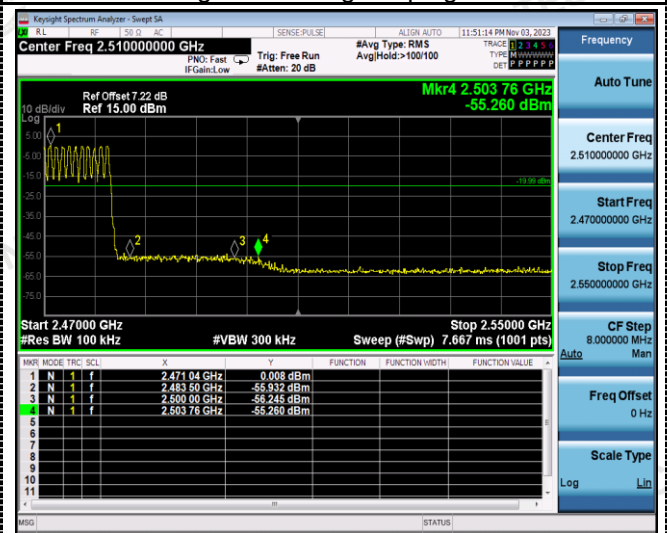 Keysight Spectrum Analyzer - Swept SA
RL RF 50 Ω AC SENSE:PULSE ALIGN AUTO 11:51:14 PM Nov 03, 2023
Center Freq 2.510000000 GHz #Avg Type: RMS TRACE 1 2 3 4 5 6
PNO: Fast Trig: Free Run Avg|Hold:>100/100 TYPE M
IFGain:Low #Atten: 20 dB DET P P P P P P
Mkr4 2.503 76 GHz
Ref Offset 7.22 dB
10 dB/div Ref 15.00 dBm -55.260 dBm
Log
5.00
-5.00
-15.0
-19.99 dBm
-25.0
-35.0
-45.0
-55.0
-65.0
-75.0
1
2
3
4
Start 2.47000 GHz Stop 2.55000 GHz
#Res BW 100 kHz #VBW 300 kHz Sweep (#Swp) 7.667 ms (1001 pts)
MKR MODE TRC SCL X Y FUNCTION FUNCTION WIDTH FUNCTION VALUE
1 N 1 f 2.471 04 GHz 0.008 dBm
2 N 1 f 2.483 50 GHz -55.932 dBm
3 N 1 f 2.500 00 GHz -56.245 dBm
4 N 1 f 2.503 76 GHz -55.260 dBm
5
6
7
8
9
10
11
MSG STATUS
Frequency
Auto Tune
Center Freq
2.510000000 GHz
Start Freq
2.470000000 GHz
Stop Freq
2.550000000 GHz
CF Step
8.000000 MHz
Auto Man
Freq Offset
0 Hz
Scale Type
Log Lin